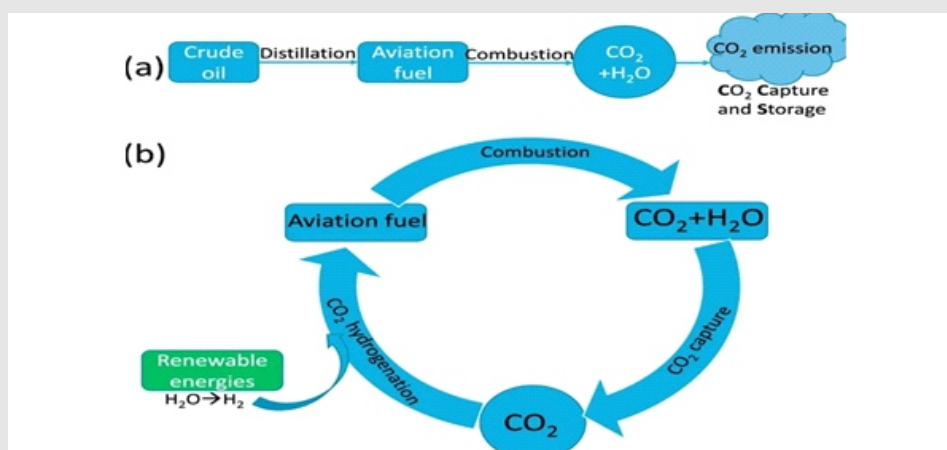 (a)
Crude
oil
Distillation
Aviation
fuel
Combustion
CO₂
+H₂O
CO₂ emission
CO₂ Capture
and Storage
(b)
Combustion
Aviation fuel
CO₂+H₂O
CO₂ hydrogenation
CO₂ capture
Renewable
energies
H₂O→H₂
CO₂